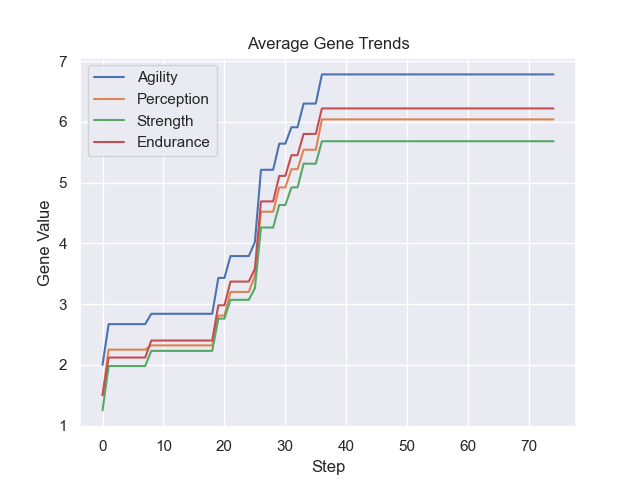 Average Gene Trends
Agility
Perception
Strength
Endurance
Gene Value
7
6
5
4
3
2
1
0 10 20 30 40 50 60 70
Step